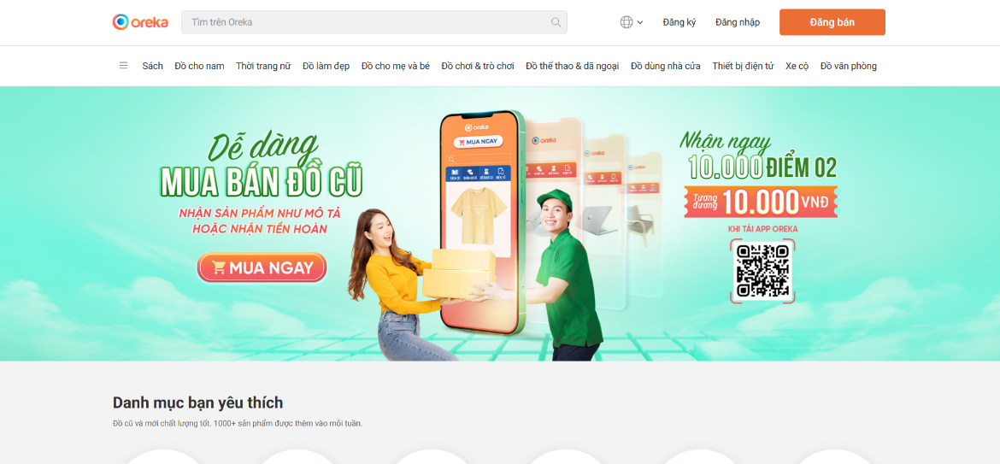 oreka
Tìm trên Oreka
Đăng ký
Đăng nhập
Đăng bán
Sách
Đồ cho nam
Thời trang nữ
Đồ làm đẹp
Đồ cho mẹ và bé
Đồ chơi & trò chơi
Đồ thể thao & dã ngoại
Đồ dùng nhà cửa
Thiết bị điện tử
Xe cộ
Đồ văn phòng
Dễ dàng
MUA BÁN ĐỒ CŨ
NHẬN SẢN PHẨM NHƯ MÔ TẢ
HOẶC NHẬN TIỀN HOÀN
MUA NGAY
oreka
MUA NGAY
oreka
oreka
Nhận ngay
10.000 ĐIỂM O2
Tương đương 10.000 VNĐ
KHI TẢI APP OREKA
Danh mục bạn yêu thích
Đồ cũ và mới chất lượng tốt. 1000+ sản phẩm được thêm vào mỗi tuần.